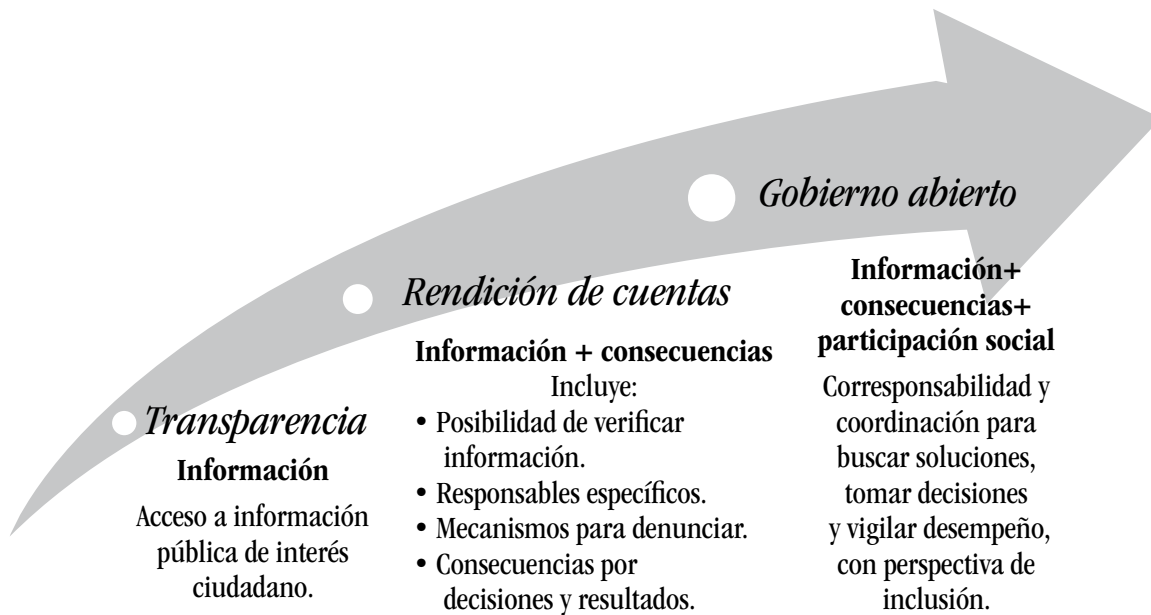 Transparencia
Información
Acceso a información
pública de interés
ciudadano.
Rendición de cuentas
Información + consecuencias
Incluye:
• Posibilidad de verificar
información.
• Responsables específicos.
• Mecanismos para denunciar.
• Consecuencias por
decisiones y resultados.
Gobierno abierto
Información+
consecuencias+
participación social
Corresponsabilidad y
coordinación para
buscar soluciones,
tomar decisiones
y vigilar desempeño,
con perspectiva de
inclusión.